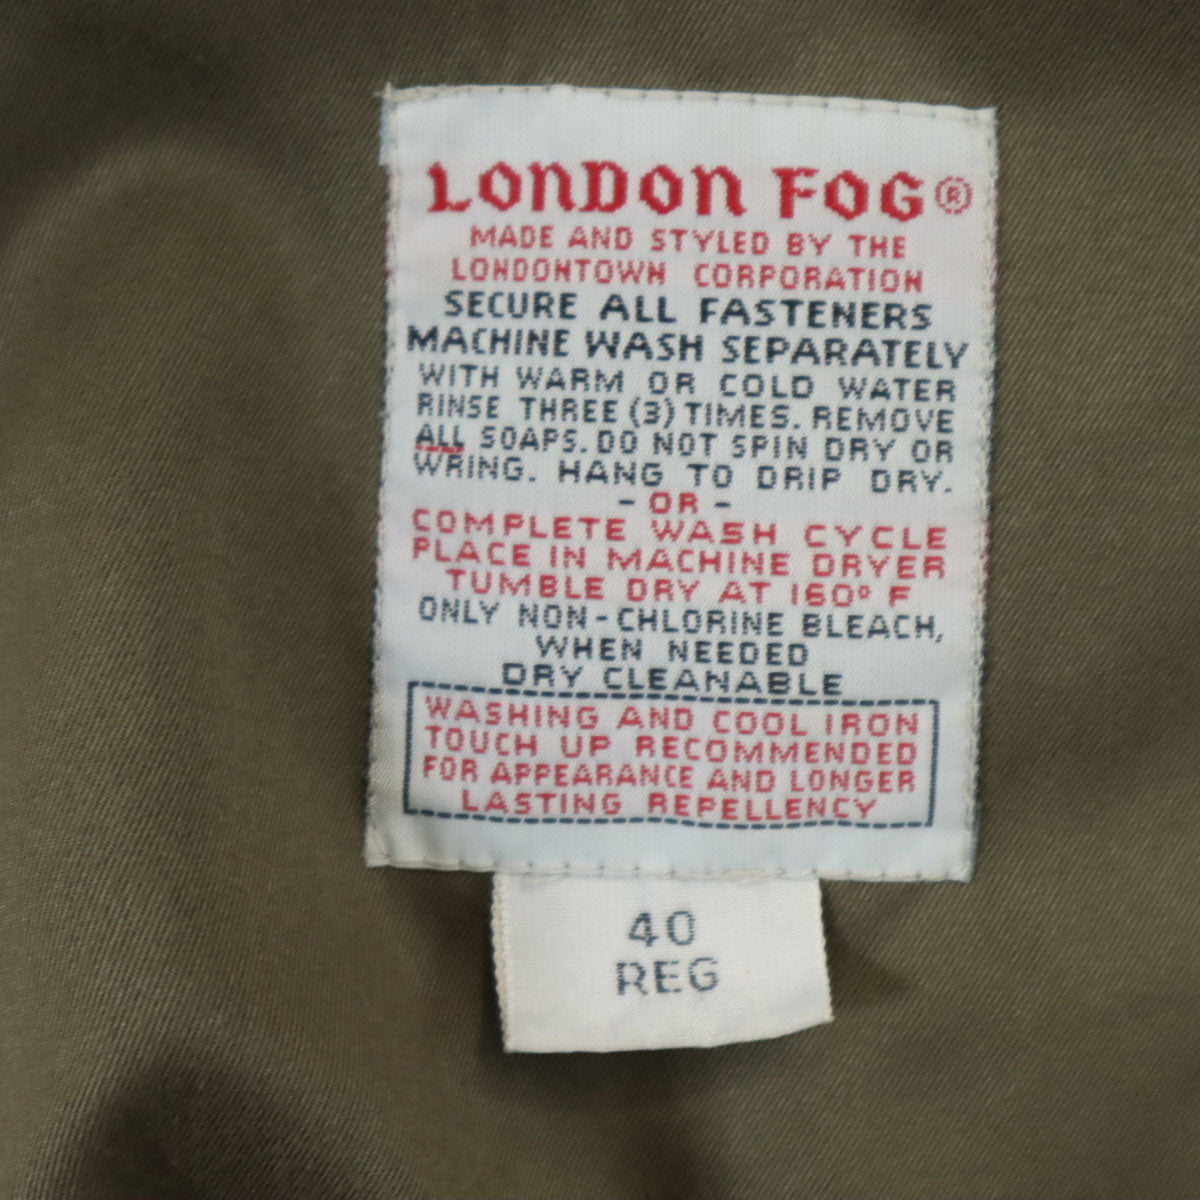 LONDON FOG®
MADE AND STYLED BY THE
LONDONTOWN CORPORATION
SECURE ALL FASTENERS
MACHINE WASH SEPARATELY
WITH WARM OR COLD WATER
RINSE THREE (3) TIMES. REMOVE
ALL SOAPS. DO NOT SPIN DRY OR
WRING. HANG TO DRIP DRY.
- OR -
COMPLETE WASH CYCLE
PLACE IN MACHINE DRYER
TUMBLE DRY AT 160° F
ONLY NON-CHLORINE BLEACH,
WHEN NEEDED
DRY CLEANABLE
WASHING AND COOL IRON
TOUCH UP RECOMMENDED
FOR APPEARANCE AND LONGER
LASTING REPELLENCY
40
REG